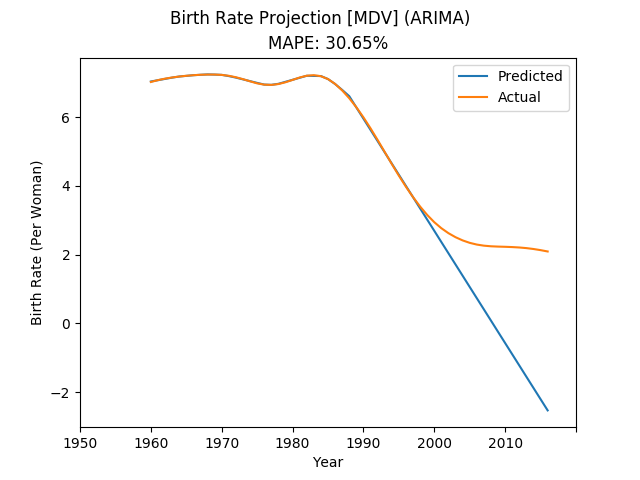 Birth Rate Projection [MDV] (ARIMA)
MAPE: 30.65%
Predicted
Actual
Birth Rate (Per Woman)
6
4
2
0
−2
1950
1960
1970
1980
1990
2000
2010
Year